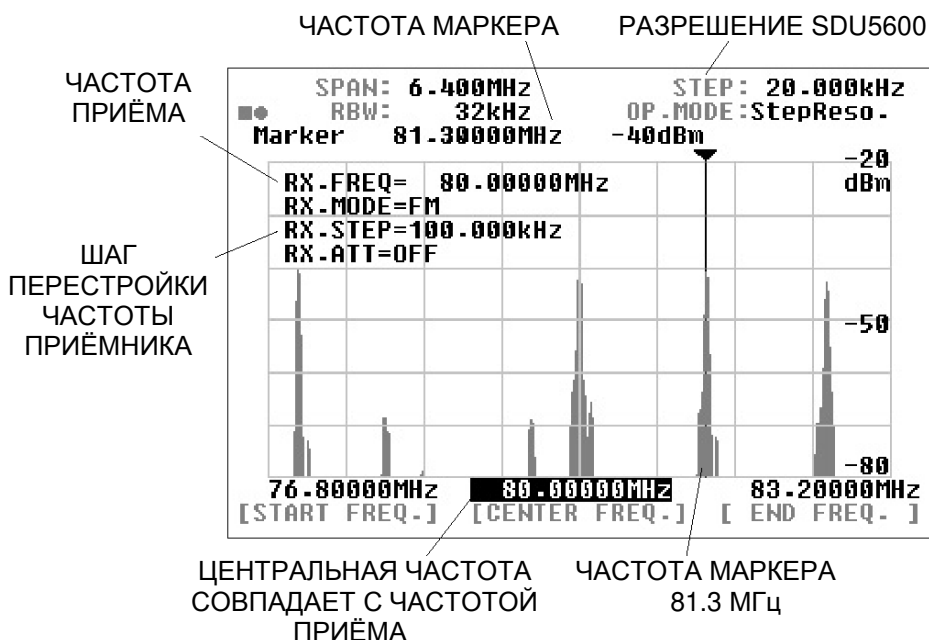 ЧАСТОТА МАРКЕРА
РАЗРЕШЕНИЕ SDU5600
ЧАСТОТА
ПРИЁМА
SPAN: 6.400MHz
STEP: 20.000kHz
RBW: 32kHz
OP.MODE:StepReso.
Marker 81.30000MHz -40dBm
-20
dBm
RX.FREQ= 80.00000MHz
RX.MODE=FM
RX.STEP=100.000kHz
RX.ATT=OFF
ШАГ
ПЕРЕСТРОЙКИ
ЧАСТОТЫ
ПРИЁМНИКА
-50
-80
76.80000MHz 80.00000MHz 83.20000MHz
[START FREQ.] [CENTER FREQ.] [ END FREQ. ]
ЦЕНТРАЛЬНАЯ ЧАСТОТА
СОВПАДАЕТ С ЧАСТОТОЙ
ПРИЁМА
ЧАСТОТА МАРКЕРА
81.3 МГц